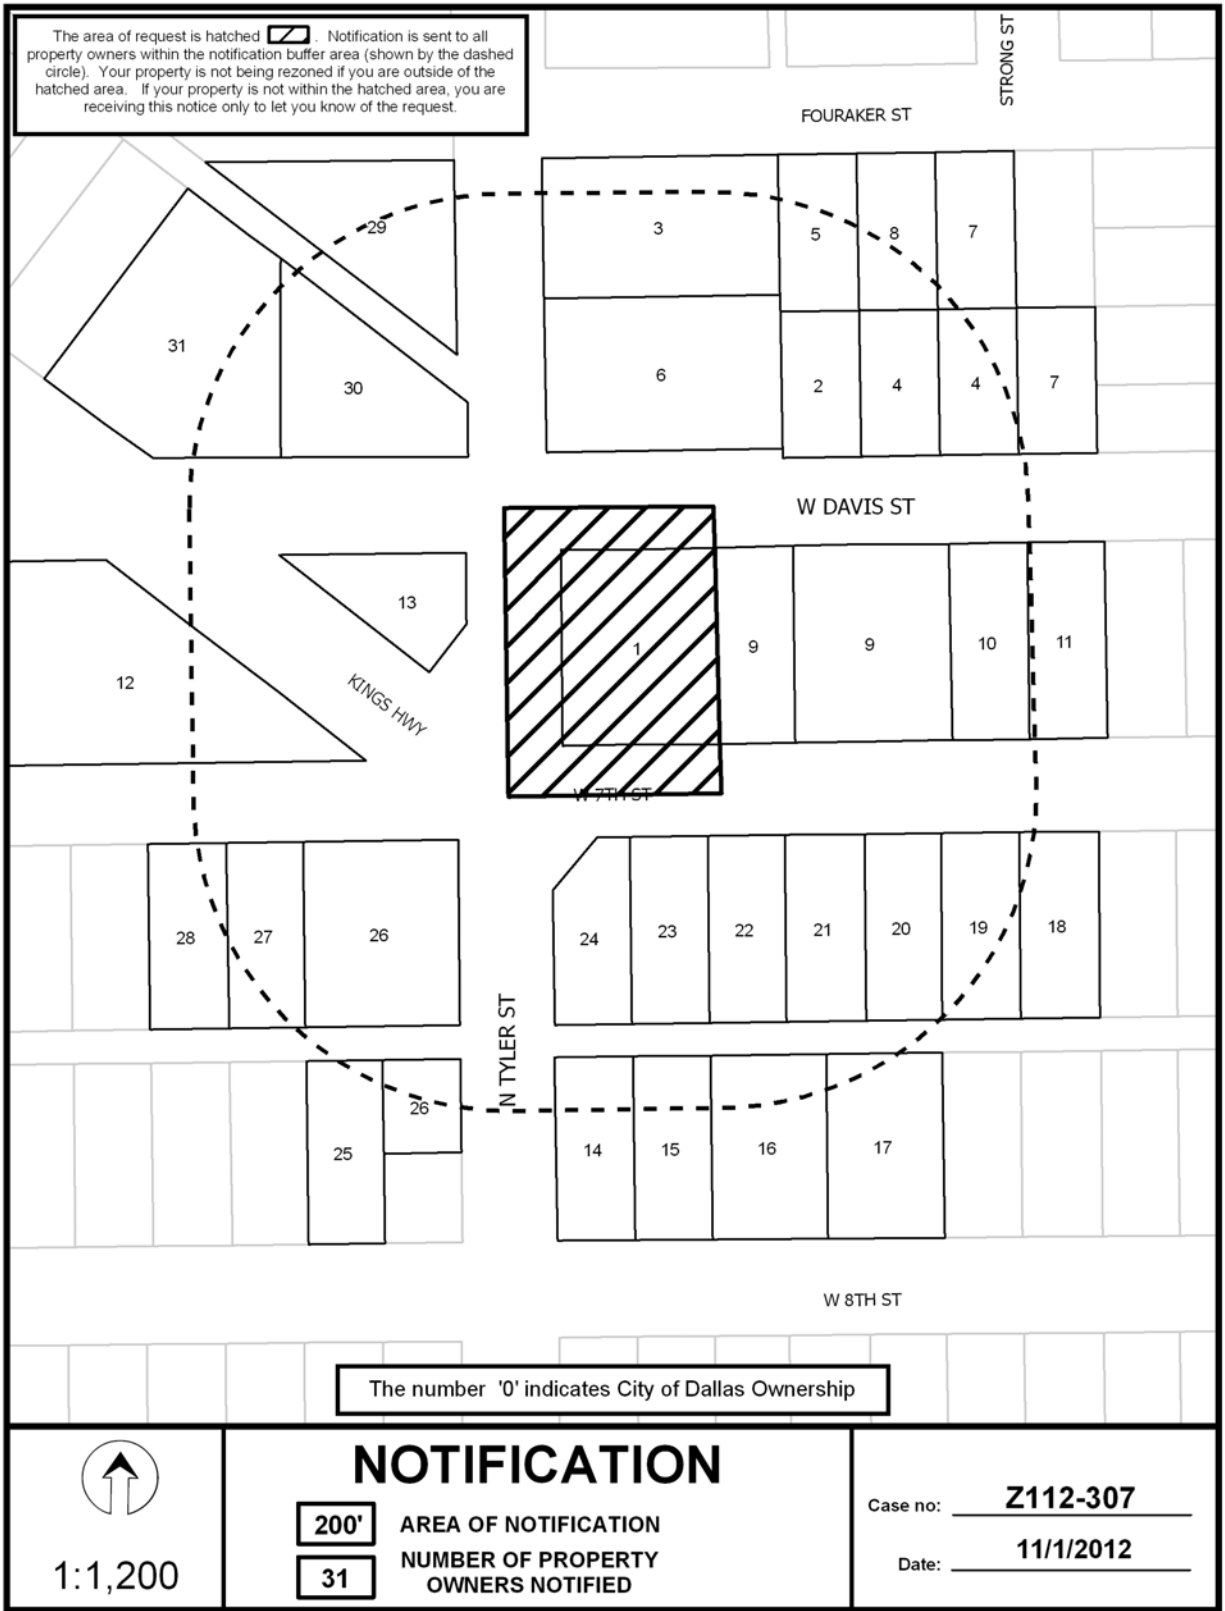 The area of request is hatched . Notification is sent to all
property owners within the notification buffer area (shown by the dashed
circle). Your property is not being rezoned if you are outside of the
hatched area. If your property is not within the hatched area, you are
receiving this notice only to let you know of the request.
STRONG ST
FOURAKER ST
29
3
5
8
7
31
30
6
2
4
4
7
W DAVIS ST
13
12
KINGS HWY
1
9
9
10
11
W 7TH ST
28
27
26
24
23
22
21
20
19
18
N TYLER ST
26
25
14
15
16
17
W 8TH ST
The number '0' indicates City of Dallas Ownership
1:1,200
NOTIFICATION
200' AREA OF NOTIFICATION
31 NUMBER OF PROPERTY
OWNERS NOTIFIED
Case no: Z112-307
Date: 11/1/2012